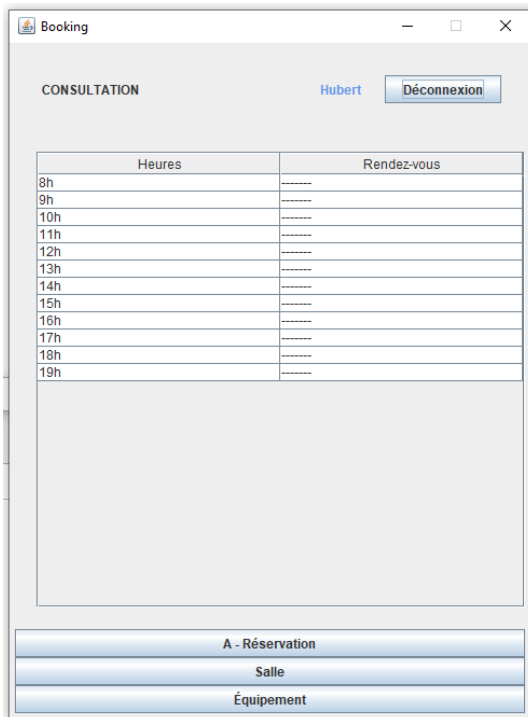 Booking
CONSULTATION Hubert Déconnexion
Heures Rendez-vous
8h -------
9h -------
10h -------
11h -------
12h -------
13h -------
14h -------
15h -------
16h -------
17h -------
18h -------
19h -------
A - Réservation
Salle
Équipement